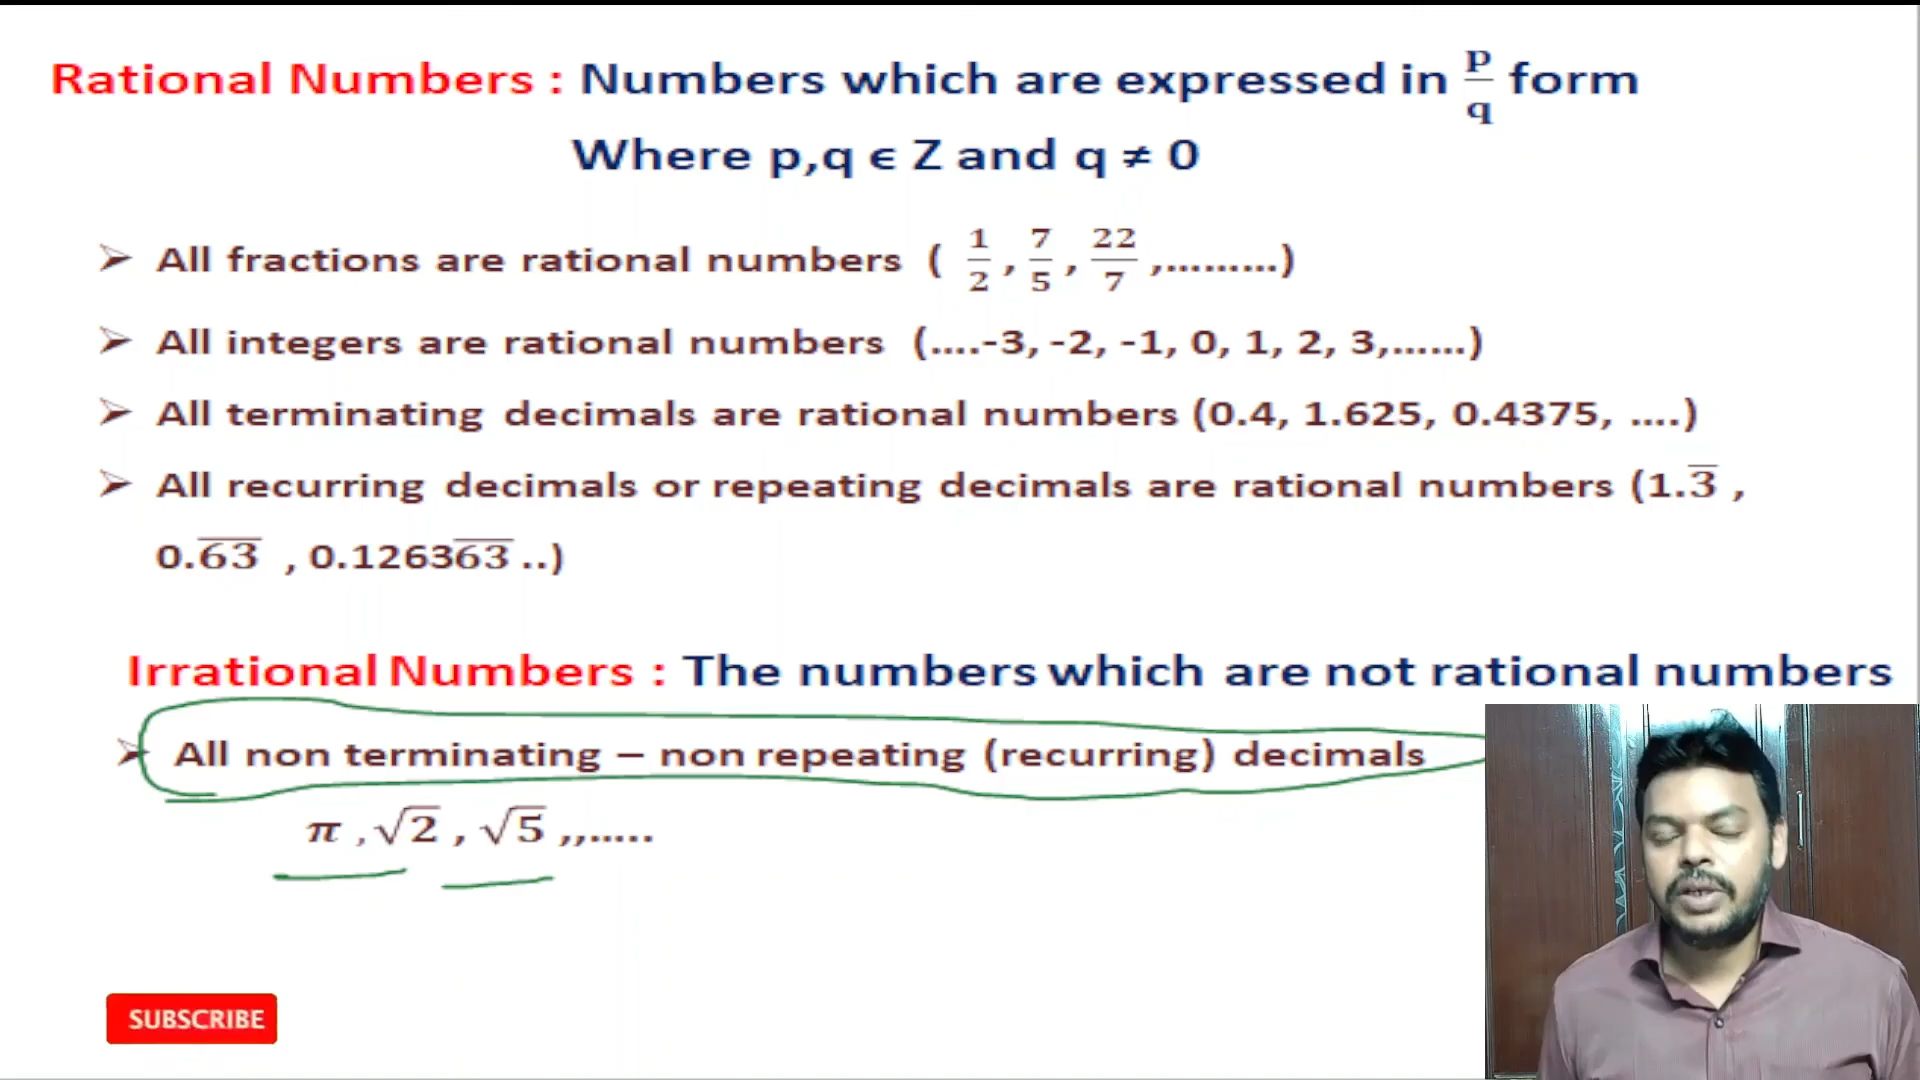 Rational Numbers : Numbers which are expressed in p/q form
Where p,q ϵ Z and q ≠ 0
➢ All fractions are rational numbers ( 1/2 , 7/5 , 22/7 ,.........)
➢ All integers are rational numbers (....-3, -2, -1, 0, 1, 2, 3,......)
➢ All terminating decimals are rational numbers (0.4, 1.625, 0.4375, ....)
➢ All recurring decimals or repeating decimals are rational numbers (1.3̅ ,
0.6̅3̅ , 0.12636̅3̅ ..)
Irrational Numbers : The numbers which are not rational numbers
➢ All non terminating – non repeating (recurring) decimals
π , √2 , √5 ,,.....
SUBSCRIBE